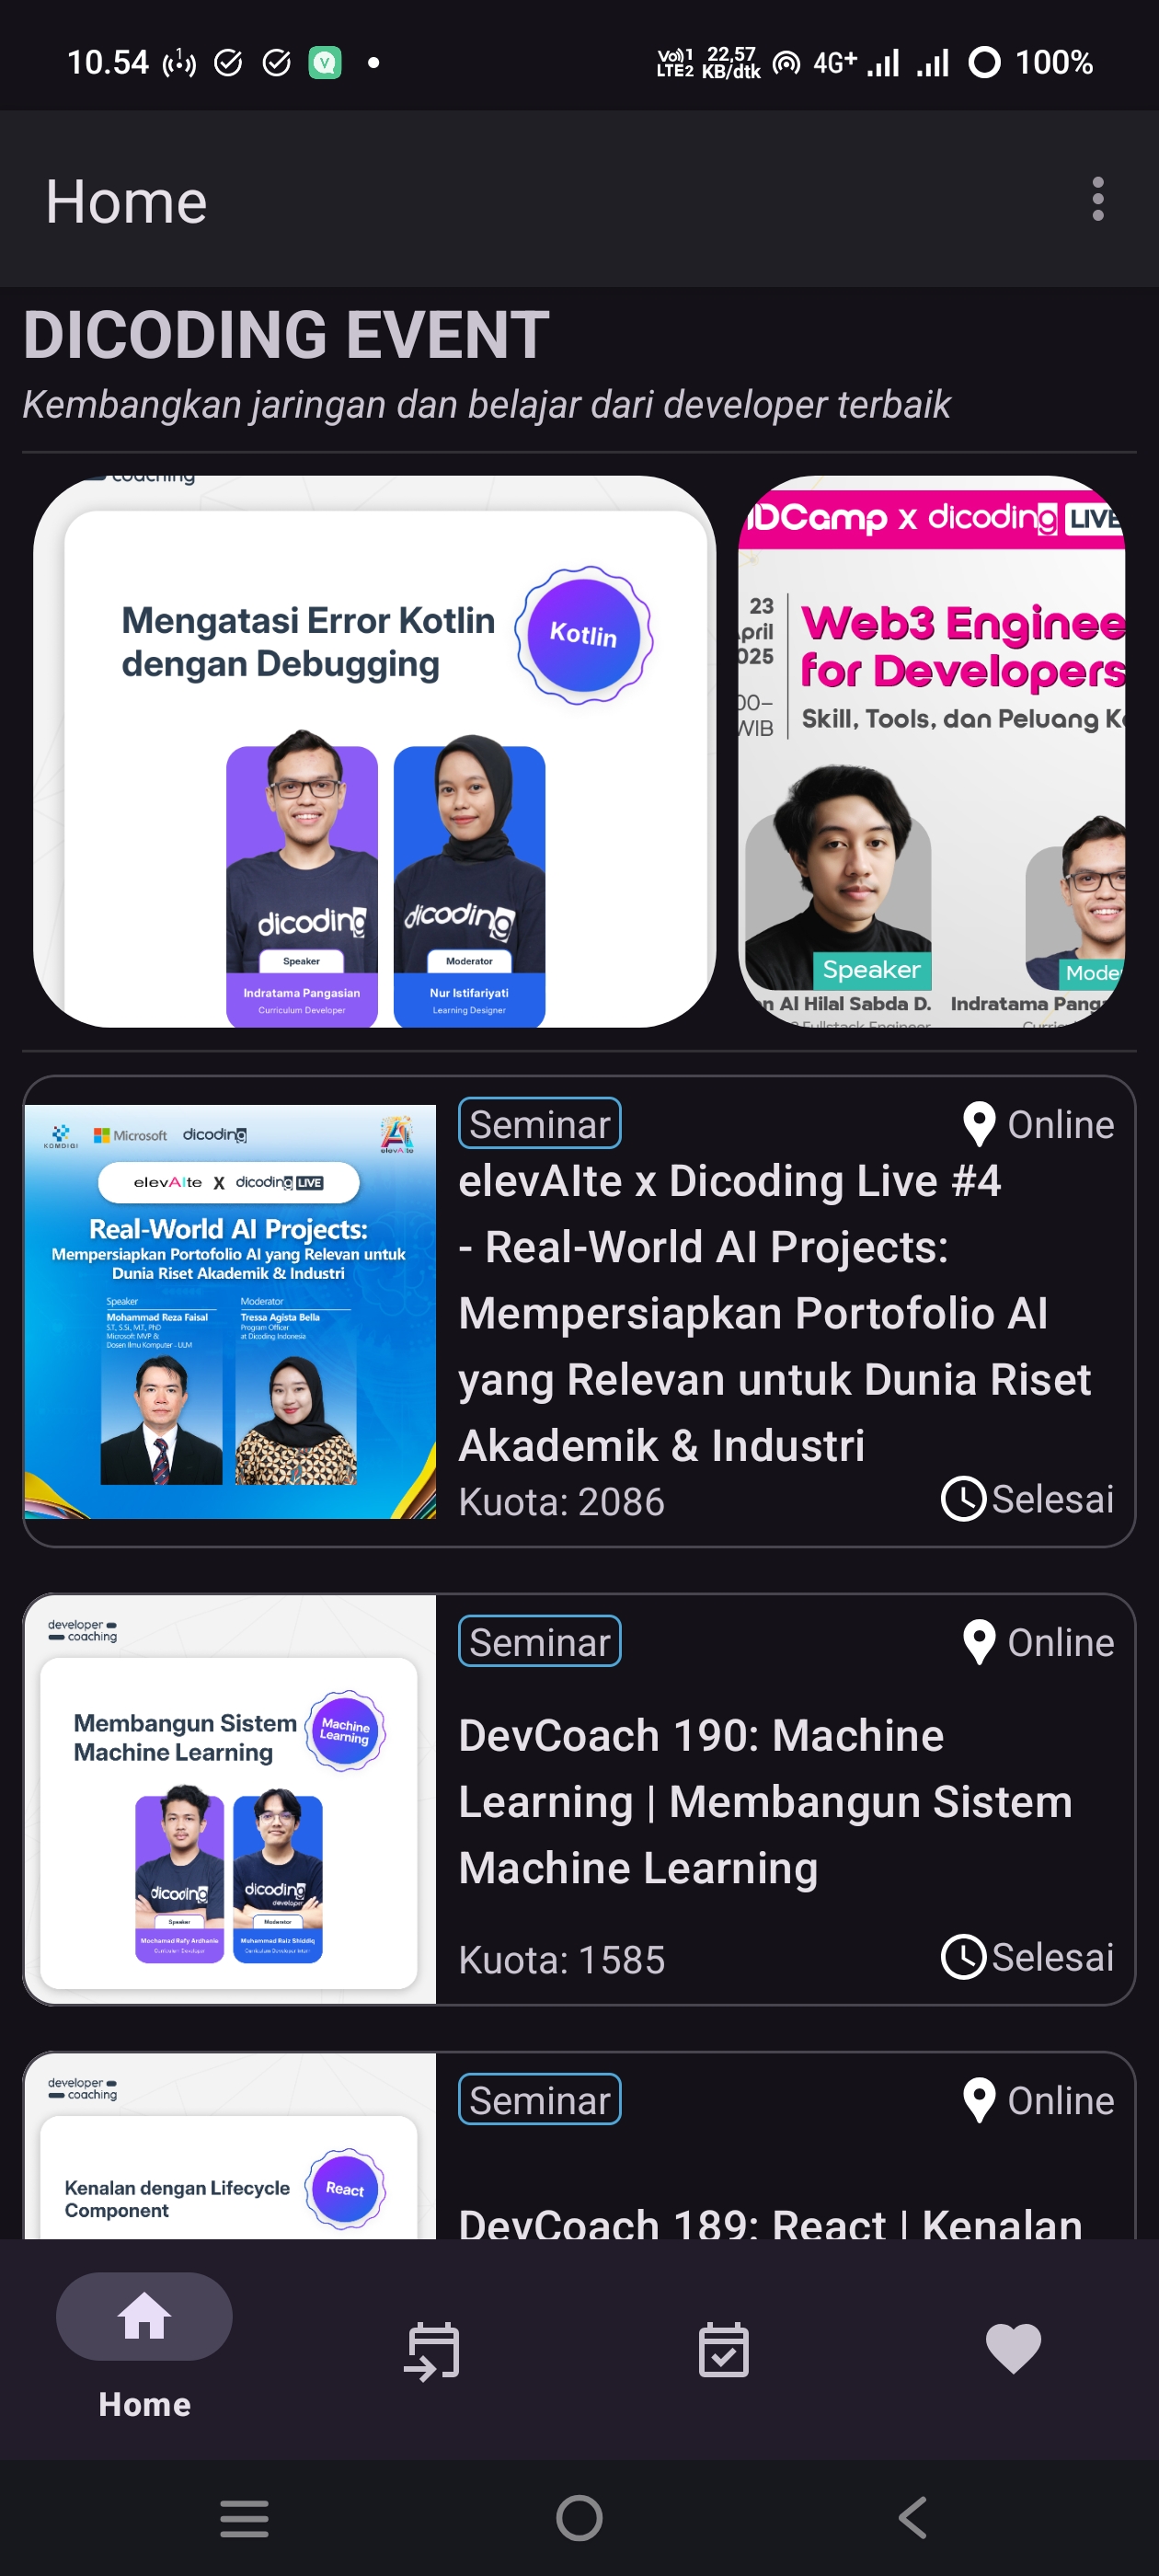 10.54
Vo)) 1
LTE2
22,57
KB/dtk
4G+
100%
Home
DICODING EVENT
Kembangkan jaringan dan belajar dari developer terbaik
coaching
Mengatasi Error Kotlin
dengan Debugging
Kotlin
dicoding
dicoding
Speaker
Moderator
Indratama Pangasian
Nur Istifariyati
Curriculum Developer
Learning Designer
IDCamp x dicoding LIVE
23
pril
025
00–
WIB
Web3 Enginee
for Developers
Skill, Tools, dan Peluang K
Speaker
Mode
n Al Hilal Sabda D.
Indratama Panga
Fullstack Engineer
Seminar
Online
KOMDIGI
Microsoft
dicoding
elevAIte
elevAIte X dicoding LIVE
Real-World AI Projects:
Mempersiapkan Portofolio AI yang Relevan untuk
Dunia Riset Akademik & Industri
Speaker
Mohammad Reza Faisal
S.T., S.Si., M.T., PhD
Microsoft MVP &
Dosen Ilmu Komputer - ULM
Moderator
Tressa Agista Bella
Program Officer
at Dicoding Indonesia
elevAIte x Dicoding Live #4
- Real-World AI Projects:
Mempersiapkan Portofolio AI
yang Relevan untuk Dunia Riset
Akademik & Industri
Kuota: 2086
Selesai
developer
coaching
Membangun Sistem
Machine Learning
Machine
Learning
dicoding
dicoding
developer
Speaker
Moderator
Mochamad Rafy Ardhanie
Muhammad Raiz Shiddiq
Curriculum Developer
Seminar
Online
DevCoach 190: Machine
Learning | Membangun Sistem
Machine Learning
Kuota: 1585
Selesai
developer
coaching
Kenalan dengan Lifecycle
Component
React
Seminar
Online
DevCoach 189: React | Kenalan
Home